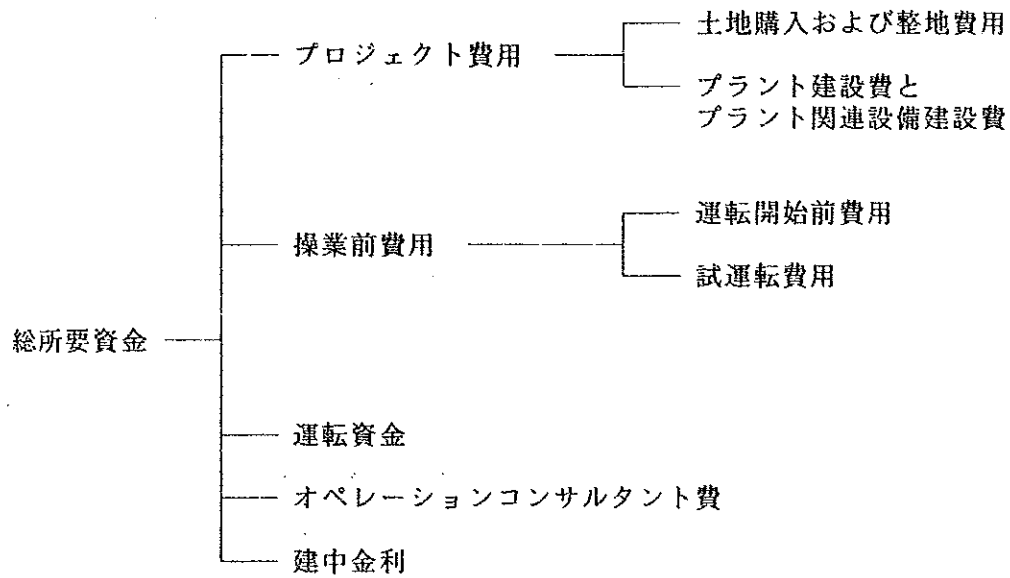 土地購入および整地費用
プロジェクト費用
プラント建設費と
プラント関連設備建設費
運転開始前費用
操業前費用
試運転費用
総所要資金
運転資金
オペレーションコンサルタント費
建中金利